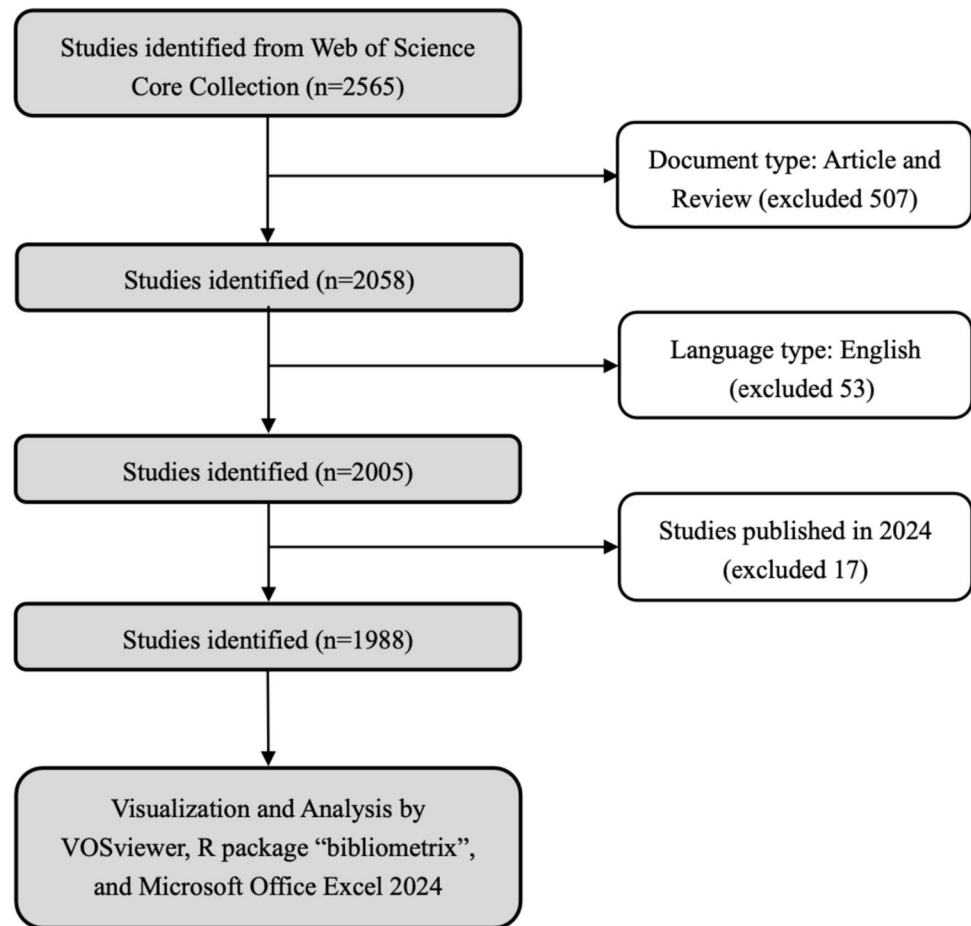 Studies identified from Web of Science
Core Collection (n=2565)
Document type: Article and
Review (excluded 507)
Studies identified (n=2058)
Language type: English
(excluded 53)
Studies identified (n=2005)
Studies published in 2024
(excluded 17)
Studies identified (n=1988)
Visualization and Analysis by
VOSviewer, R package “bibliometrix”,
and Microsoft Office Excel 2024